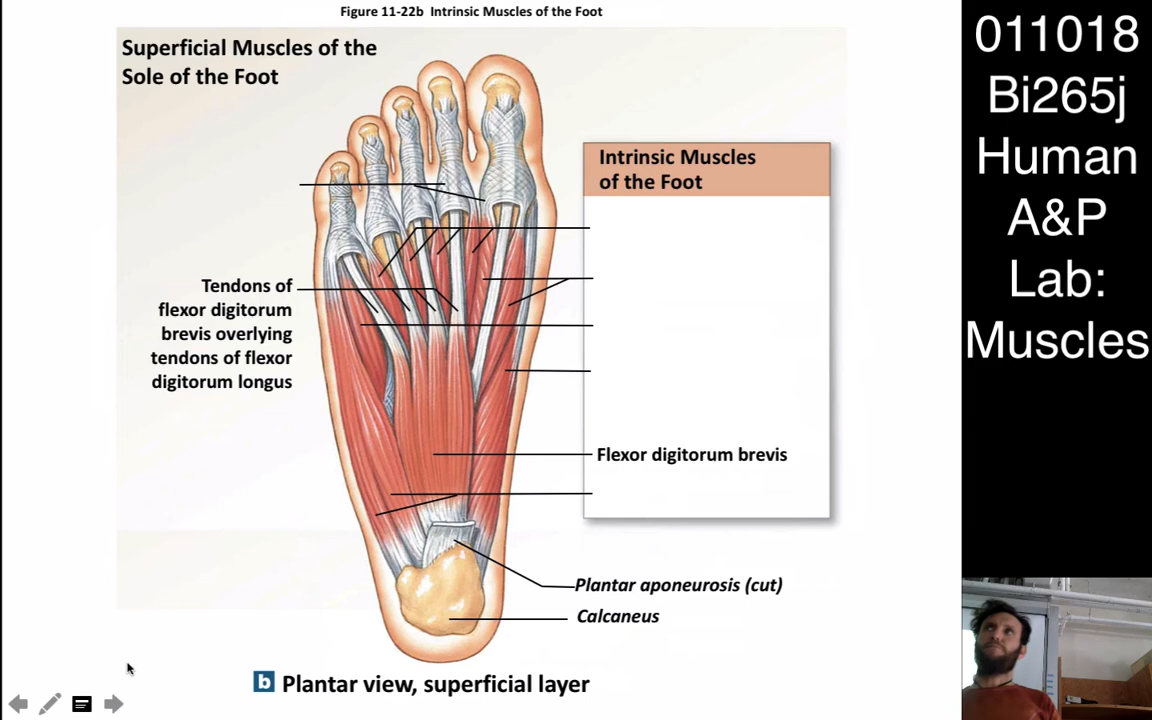 Figure 11-22b Intrinsic Muscles of the Foot
Superficial Muscles of the
Sole of the Foot
Intrinsic Muscles
of the Foot
Tendons of
flexor digitorum
brevis overlying
tendons of flexor
digitorum longus
Flexor digitorum brevis
Plantar aponeurosis (cut)
Calcaneus
b Plantar view, superficial layer
011018
Bi265j
Human
A&P
Lab:
Muscles